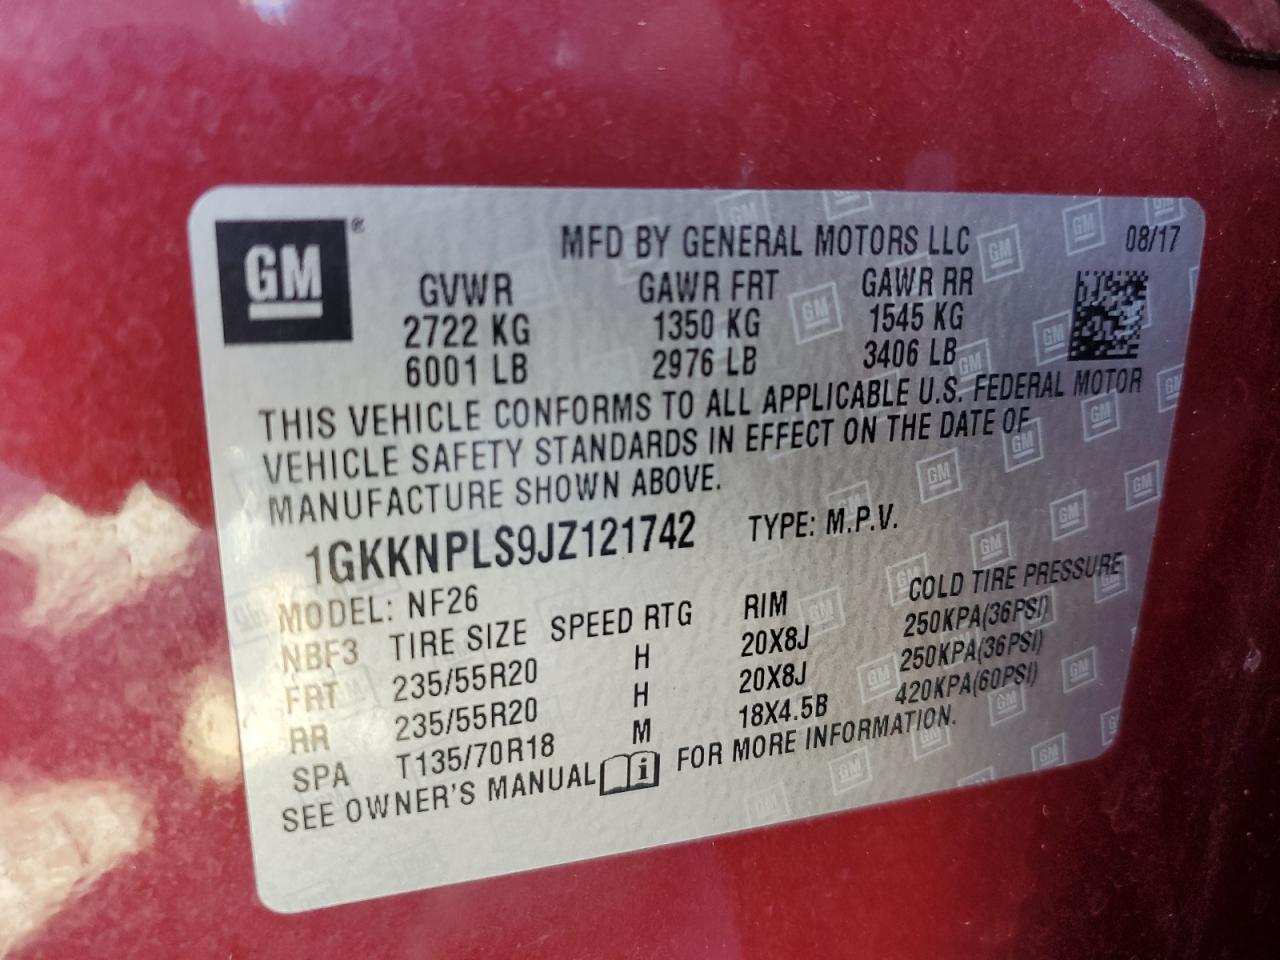 GM ® MFD BY GENERAL MOTORS LLC 08/17
GVWR GAWR FRT GAWR RR
2722 KG 1350 KG 1545 KG
6001 LB 2976 LB 3406 LB
THIS VEHICLE CONFORMS TO ALL APPLICABLE U.S. FEDERAL MOTOR
VEHICLE SAFETY STANDARDS IN EFFECT ON THE DATE OF
MANUFACTURE SHOWN ABOVE.
1GKKNPLS9JZ121742 TYPE: M.P.V.
MODEL: NF26
NBF3 TIRE SIZE SPEED RTG RIM COLD TIRE PRESSURE
FRT 235/55R20 H 20X8J 250KPA(36PSI)
RR 235/55R20 H 20X8J 250KPA(36PSI)
SPA T135/70R18 M 18X4.5B 420KPA(60PSI)
SEE OWNER'S MANUAL i FOR MORE INFORMATION.